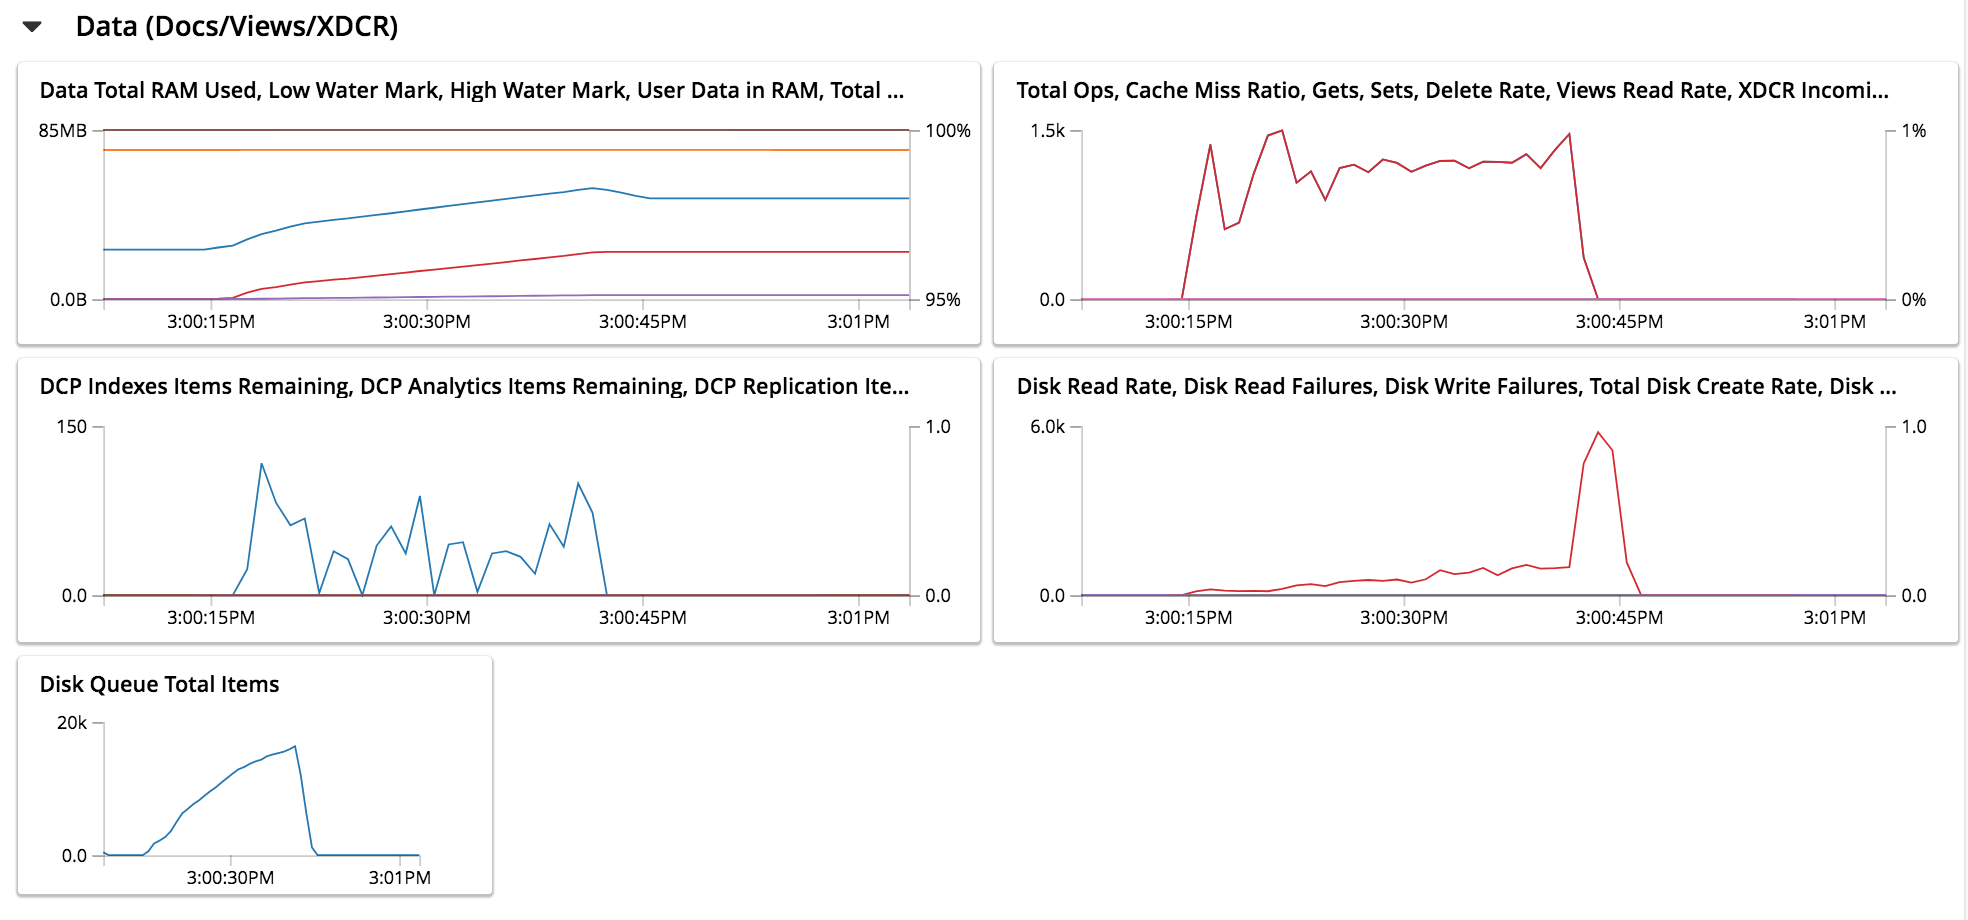 Data (Docs/Views/XDCR)
Data Total RAM Used, Low Water Mark, High Water Mark, User Data in RAM, Total ...
85MB
100%
0.0B
95%
3:00:15PM
3:00:30PM
3:00:45PM
3:01PM
Total Ops, Cache Miss Ratio, Gets, Sets, Delete Rate, Views Read Rate, XDCR Incomi...
1.5k
1%
0.0
0%
3:00:15PM
3:00:30PM
3:00:45PM
3:01PM
DCP Indexes Items Remaining, DCP Analytics Items Remaining, DCP Replication Ite...
150
1.0
0.0
0.0
3:00:15PM
3:00:30PM
3:00:45PM
3:01PM
Disk Read Rate, Disk Read Failures, Disk Write Failures, Total Disk Create Rate, Disk ...
6.0k
1.0
0.0
0.0
3:00:15PM
3:00:30PM
3:00:45PM
3:01PM
Disk Queue Total Items
20k
0.0
3:00:30PM
3:01PM